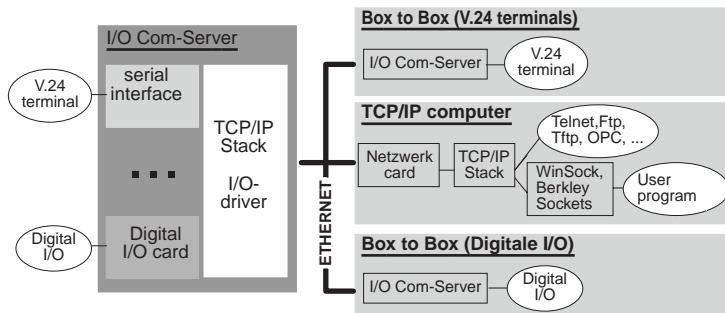 I/O Com-Server
V.24
terminal
serial
interface
TCP/IP
Stack
I/O-
driver
...
Digital
I/O
Digital
I/O card
ETHERNET
Box to Box (V.24 terminals)
I/O Com-Server
V.24
terminal
TCP/IP computer
Netzwerk
card
TCP/IP
Stack
Telnet,Ftp,
Tftp, OPC, ...
WinSock,
Berkley
Sockets
User
program
Box to Box (Digitale I/O)
I/O Com-Server
Digital
I/O